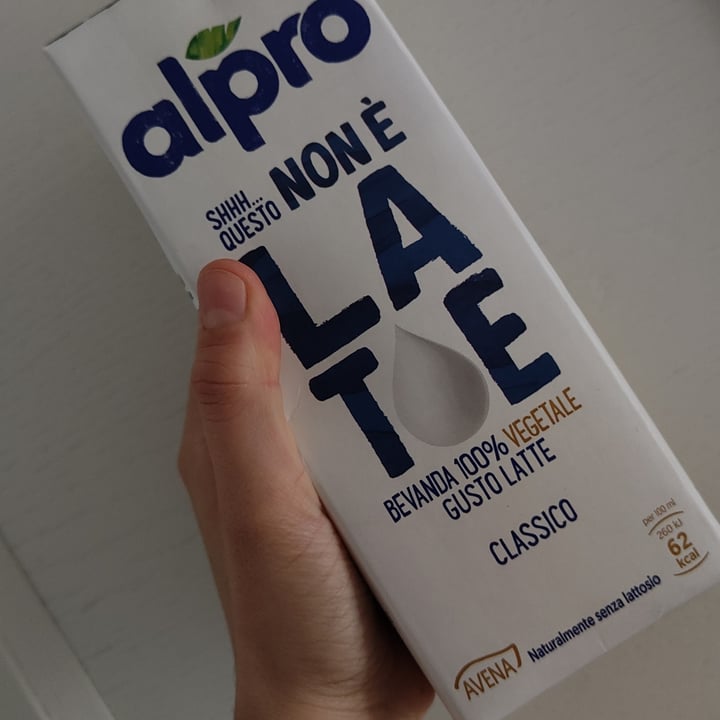 alpro
SHHH...
QUESTO NON È
LA
T E
BEVANDA 100% VEGETALE
GUSTO LATTE
CLASSICO
per 100 ml
260 kJ
62
kcal
AVENA
Naturalmente senza lattosio